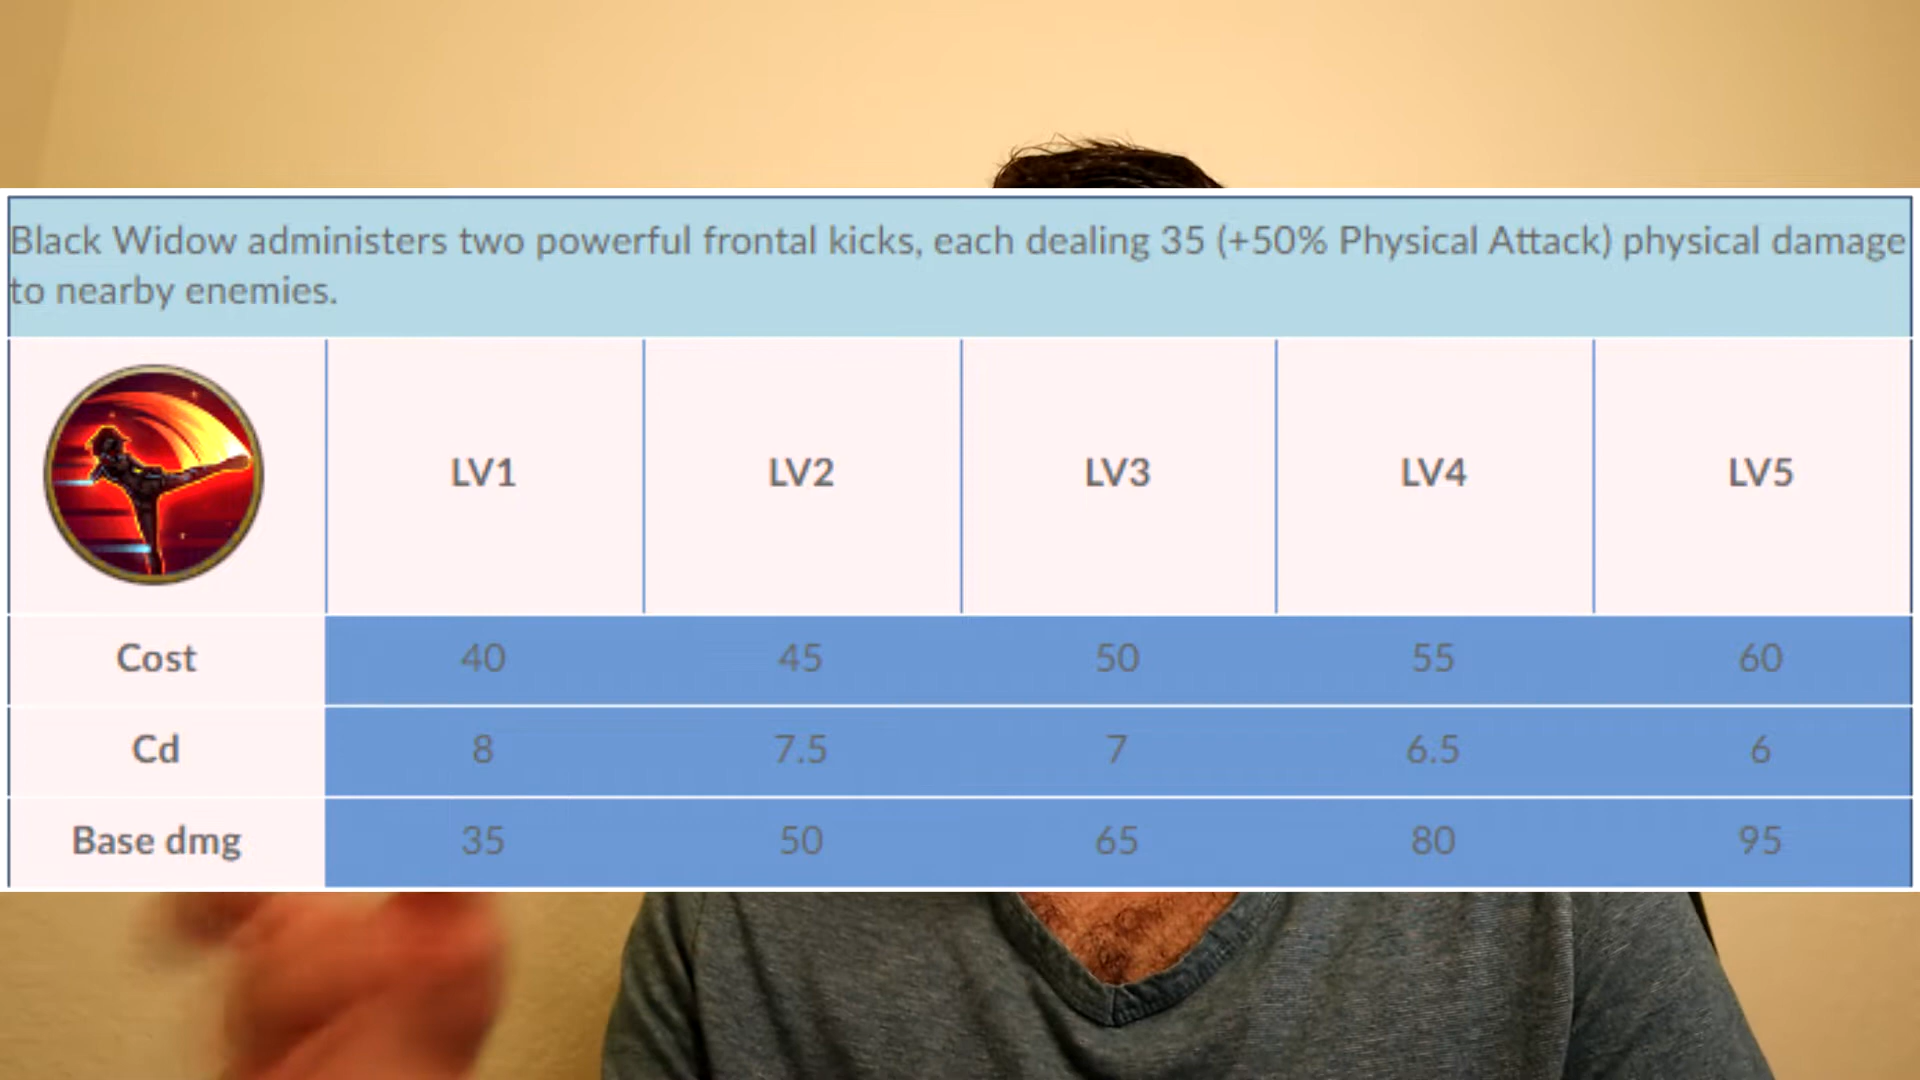 Black Widow administers two powerful frontal kicks, each dealing 35 (+50% Physical Attack) physical damage
to nearby enemies.
LV1 LV2 LV3 LV4 LV5
Cost 40 45 50 55 60
Cd 8 7.5 7 6.5 6
Base dmg 35 50 65 80 95